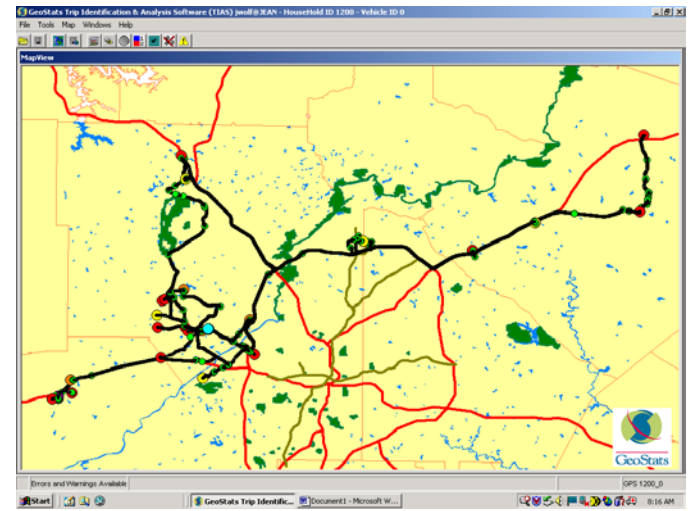 GeoStats Trip Identification & Analysis Software (TIAS) jwolf@JEAN - HouseHold ID 1200 - Vehicle ID 0
File Tools Map Windows Help
MapView
GeoStats
Errors and Warnings Available
GPS 1200_0
Start
GeoStats Trip Identific...
Document1 - Microsoft W...
8:16 AM